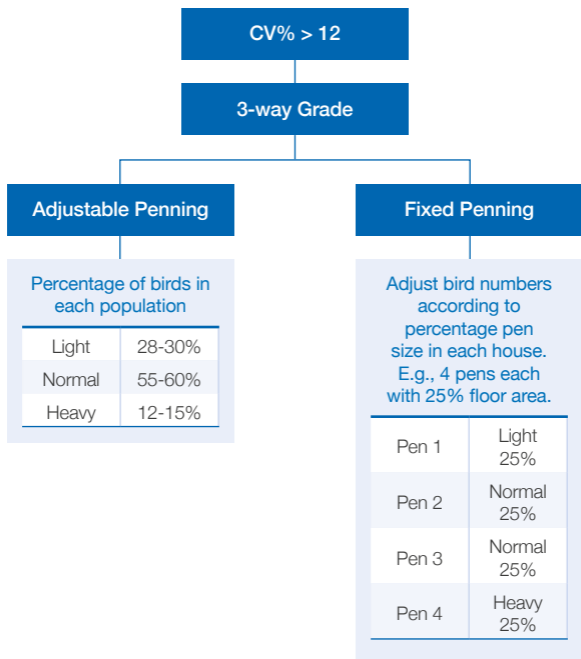 CV% > 12
3-way Grade
Adjustable Penning
Percentage of birds in
each population
Light 28-30%
Normal 55-60%
Heavy 12-15%
Fixed Penning
Adjust bird numbers
according to
percentage pen
size in each house.
E.g., 4 pens each
with 25% floor area.
Pen 1 Light
25%
Pen 2 Normal
25%
Pen 3 Normal
25%
Pen 4 Heavy
25%